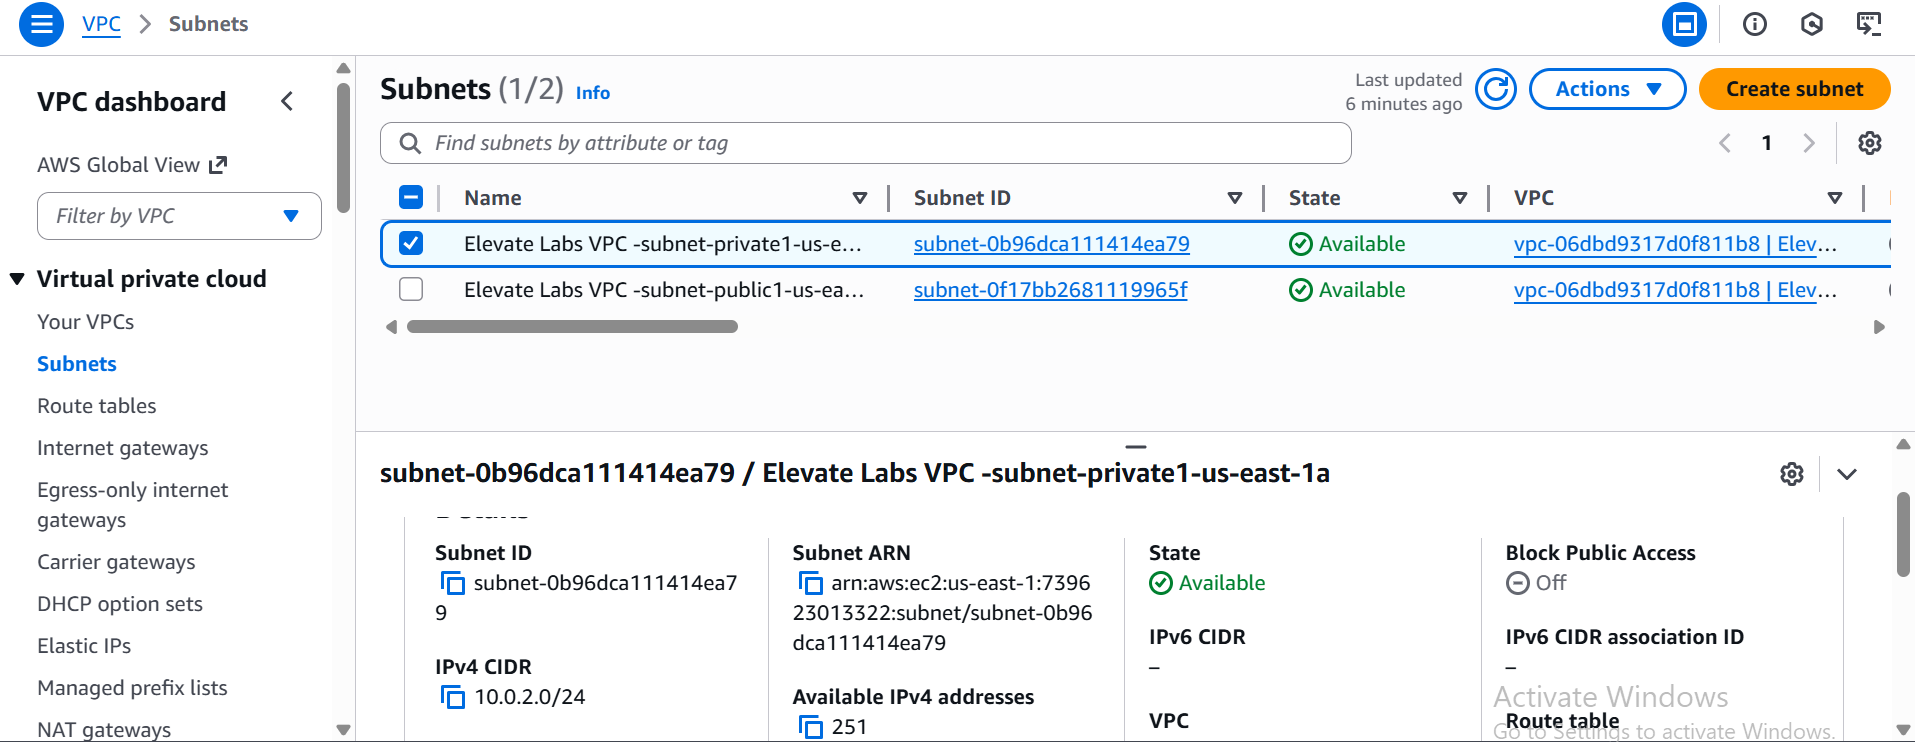 VPC > Subnets
VPC dashboard
AWS Global View
Filter by VPC
Virtual private cloud
Your VPCs
Subnets
Route tables
Internet gateways
Egress-only internet
gateways
Carrier gateways
DHCP option sets
Elastic IPs
Managed prefix lists
NAT gateways
Subnets (1/2) Info
Last updated
6 minutes ago
Actions
Create subnet
Find subnets by attribute or tag
1
Name Subnet ID State VPC
Elevate Labs VPC -subnet-private1-us-e... subnet-0b96dca111414ea79 Available vpc-06dbd9317d0f811b8 | Elev...
Elevate Labs VPC -subnet-public1-us-ea... subnet-0f17bb2681119965f Available vpc-06dbd9317d0f811b8 | Elev...
subnet-0b96dca111414ea79 / Elevate Labs VPC -subnet-private1-us-east-1a
Subnet ID
subnet-0b96dca111414ea7
9
IPv4 CIDR
10.0.2.0/24
Subnet ARN
arn:aws:ec2:us-east-1:7396
23013322:subnet/subnet-0b96
dca111414ea79
Available IPv4 addresses
251
State
Available
IPv6 CIDR
–
VPC
Block Public Access
Off
IPv6 CIDR association ID
–
Route table
Activate Windows
Go to Settings to activate Windows.